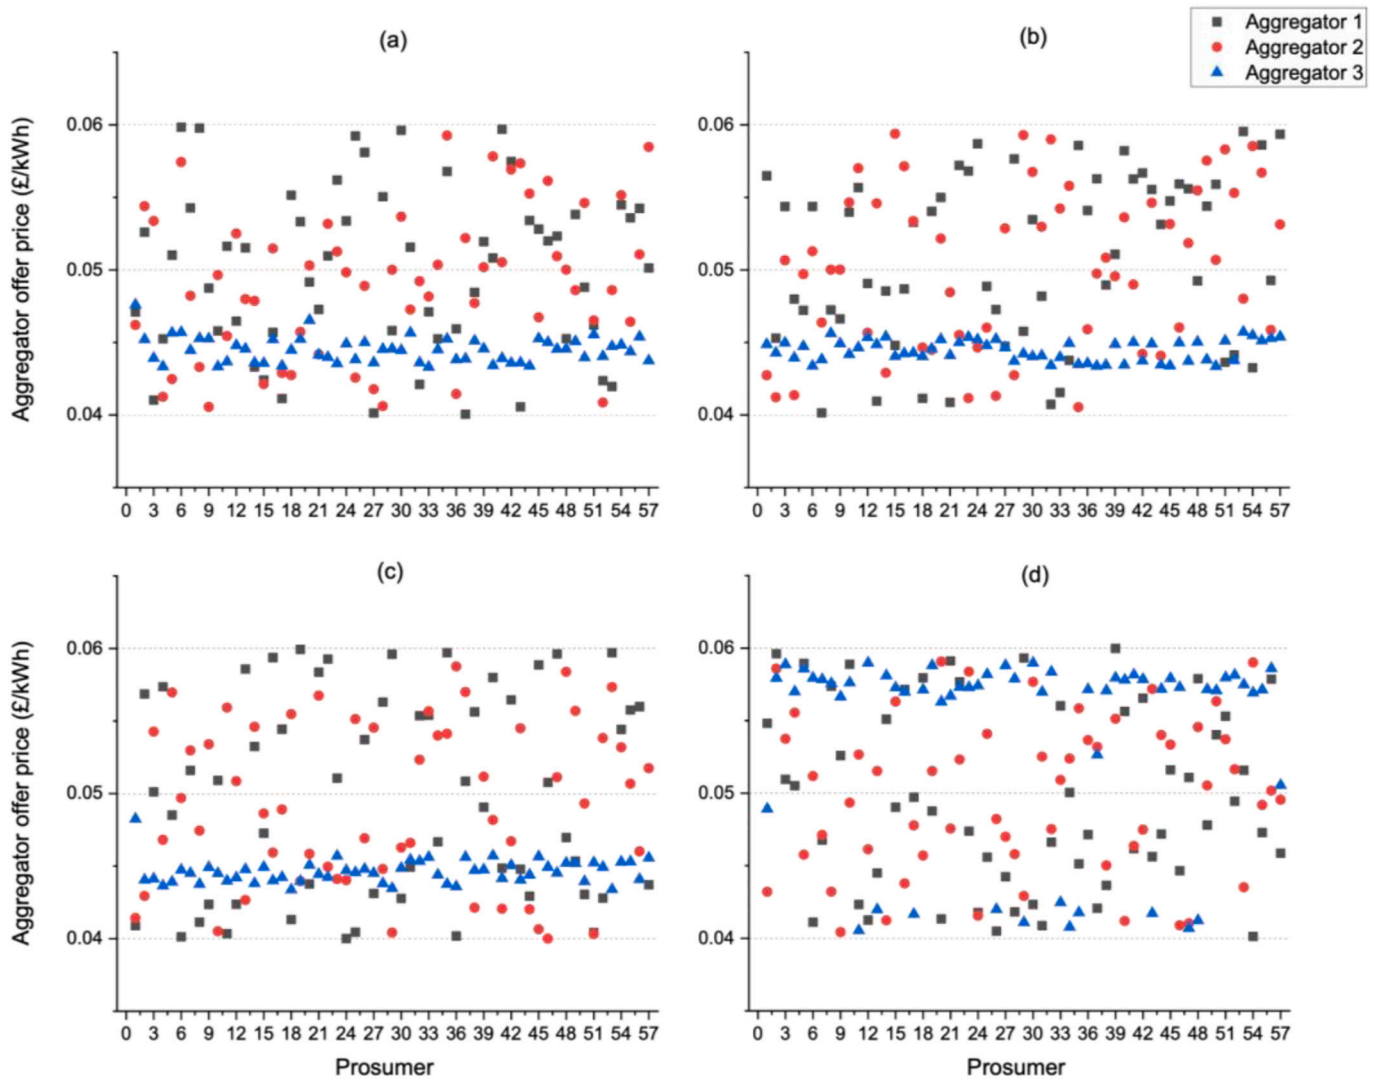 (a)
(b)
Aggregator 1
Aggregator 2
Aggregator 3
Aggregator offer price (£/kWh)
0.06
0.05
0.04
0 3 6 9 12 15 18 21 24 27 30 33 36 39 42 45 48 51 54 57
0.06
0.05
0.04
0 3 6 9 12 15 18 21 24 27 30 33 36 39 42 45 48 51 54 57
(c)
(d)
Aggregator offer price (£/kWh)
0.06
0.05
0.04
0 3 6 9 12 15 18 21 24 27 30 33 36 39 42 45 48 51 54 57
Prosumer
0.06
0.05
0.04
0 3 6 9 12 15 18 21 24 27 30 33 36 39 42 45 48 51 54 57
Prosumer